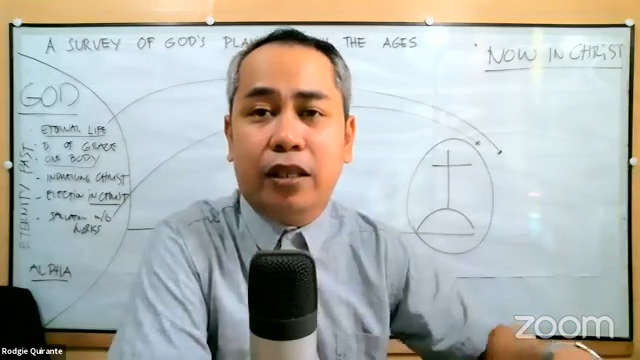 A SURVEY OF GOD'S PLAN THE AGES
NOW IN CHRIST
GOD
ETERNITY PAST
- ETERNAL LIFE
- D. OF GRACE
- ONE BODY
- INDWELLING CHRIST
- ELECTION IN CHRIST
- SALVATION W/O
WORKS
ALPHA
zoom
Rodgie Quirante